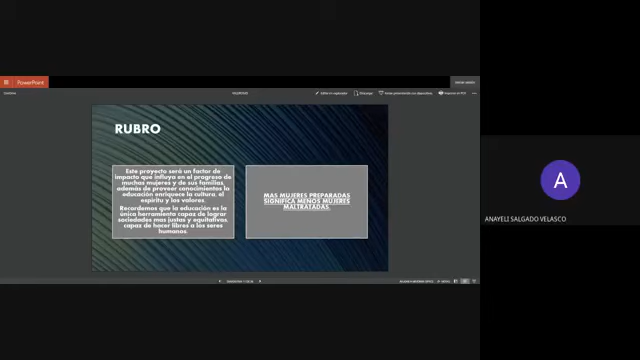 PowerPoint
RUBRO
Este proyecto será un factor de
impacto que influya en el progreso de
muchas mujeres y de sus familias,
además de proveer conocimientos la
educación enriquece la cultura, el
espíritu y los valores.
Recordemos que la educación es la
única herramienta capaz de lograr
sociedades mas justas y equitativas
capaz de hacer libres a los seres
humanos.
MAS MUJERES PREPARADAS
SIGNIFICA MENOS MUJERES
MALTRATADAS.
A
ANAYELI SALGADO VELASCO